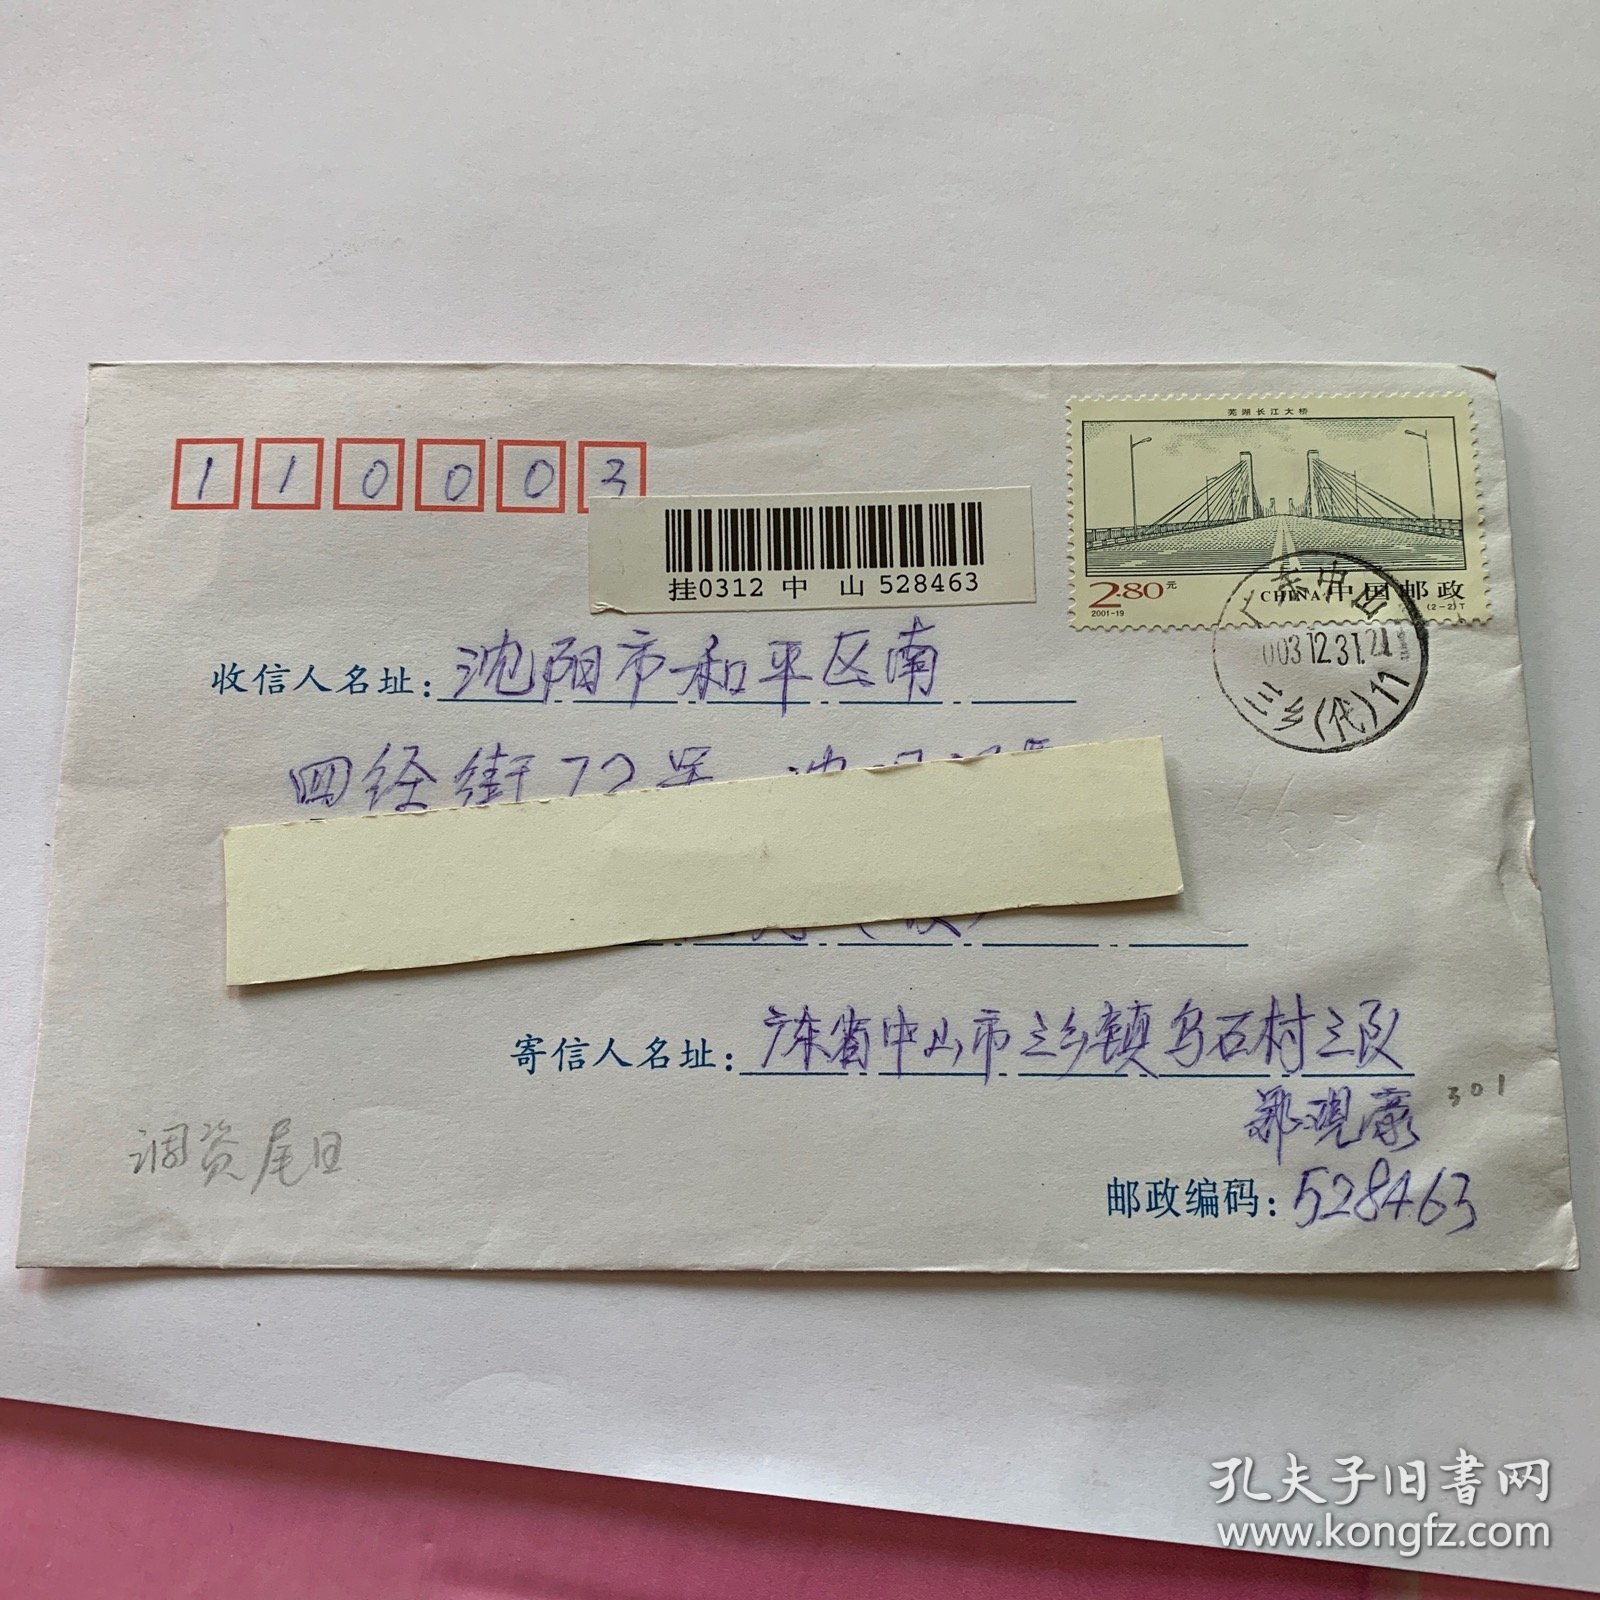 110003
芜湖长江大桥
2.80元
CHINA 中国邮政
2001-19
(2-2)T
挂0312 中 山 528463
广东中山
2003.12.31.21
三乡(代)11
收信人名址:沈阳市和平区南
四经街72号
寄信人名址:广东省中山市三乡镇乌石村三队
郑观康
301
调资尾日
邮政编码:528463
孔夫子旧书网
www.kongfz.com